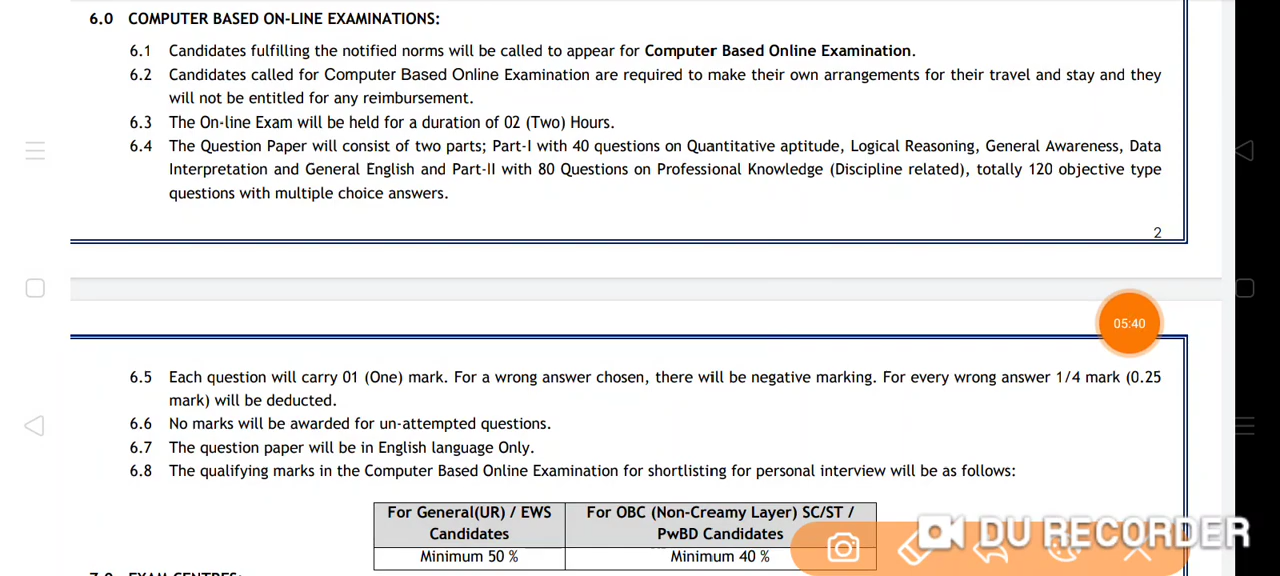 6.0 COMPUTER BASED ON-LINE EXAMINATIONS:
6.1 Candidates fulfilling the notified norms will be called to appear for Computer Based Online Examination.
6.2 Candidates called for Computer Based Online Examination are required to make their own arrangements for their travel and stay and they
will not be entitled for any reimbursement.
6.3 The On-line Exam will be held for a duration of 02 (Two) Hours.
6.4 The Question Paper will consist of two parts; Part-I with 40 questions on Quantitative aptitude, Logical Reasoning, General Awareness, Data
Interpretation and General English and Part-II with 80 Questions on Professional Knowledge (Discipline related), totally 120 objective type
questions with multiple choice answers.
2
05:40
6.5 Each question will carry 01 (One) mark. For a wrong answer chosen, there will be negative marking. For every wrong answer 1/4 mark (0.25
mark) will be deducted.
6.6 No marks will be awarded for un-attempted questions.
6.7 The question paper will be in English language Only.
6.8 The qualifying marks in the Computer Based Online Examination for shortlisting for personal interview will be as follows:
For General(UR) / EWS
Candidates
For OBC (Non-Creamy Layer) SC/ST /
PwBD Candidates
Minimum 50 %
Minimum 40 %
DU RECORDER
EXAM CENTRES: